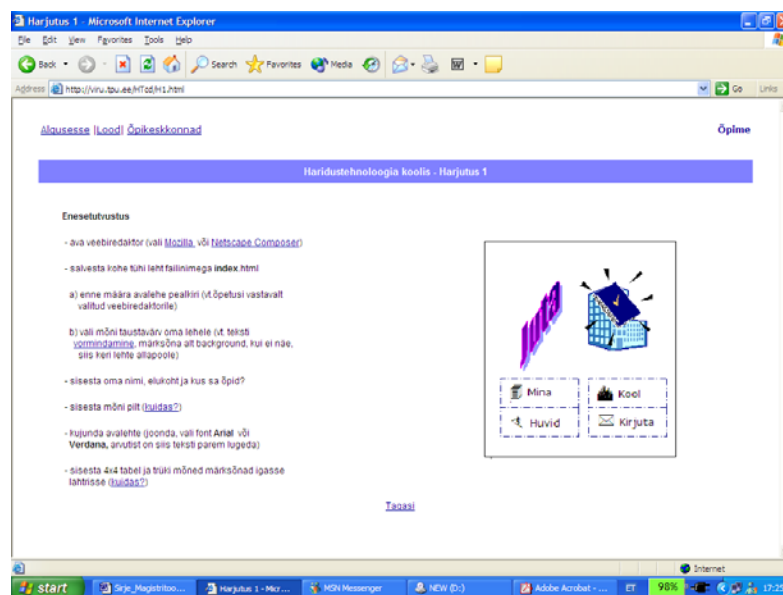 Harjutus 1 - Microsoft Internet Explorer
File Edit View Favorites Tools Help
Back Search Favorites Media
Address http://viru.tpu.ee/HTcd/H1.html Go Links
Algusesse |Lood| Õpikeskkonnad Õpime
Haridustehnoloogia koolis - Harjutus 1
Enesetutvustus
- ava veebiredaktor (vali Mozilla, või Netscape Composer)
- salvesta kohe tühi leht failinimega index.html
a) enne määra avalehe pealkiri (vt.õpetusi vastavalt
valitud veebiredaktorile)
b) vali mõni taustavärv oma lehele (vt. teksti
vormindamine, märksõna alt background, kui ei näe,
siis keri lehte allapoole)
- sisesta oma nimi, elukoht ja kus sa õpid?
- sisesta mõni pilt (kuidas?)
- kujunda avalehte (joonda, vali font Arial või
Verdana, arvutist on siis teksti parem lugeda)
- sisesta 4x4 tabel ja trüki mõned märksõnad igasse
lahtrisse (kuidas?)
Mina Kool
Huvid Kirjuta
Tagasi
Internet
start Sirje_Magistritoo... Harjutus 1 - Micr... MSN Messenger NEW (D:) Adobe Acrobat - ... ET 98% 17:25